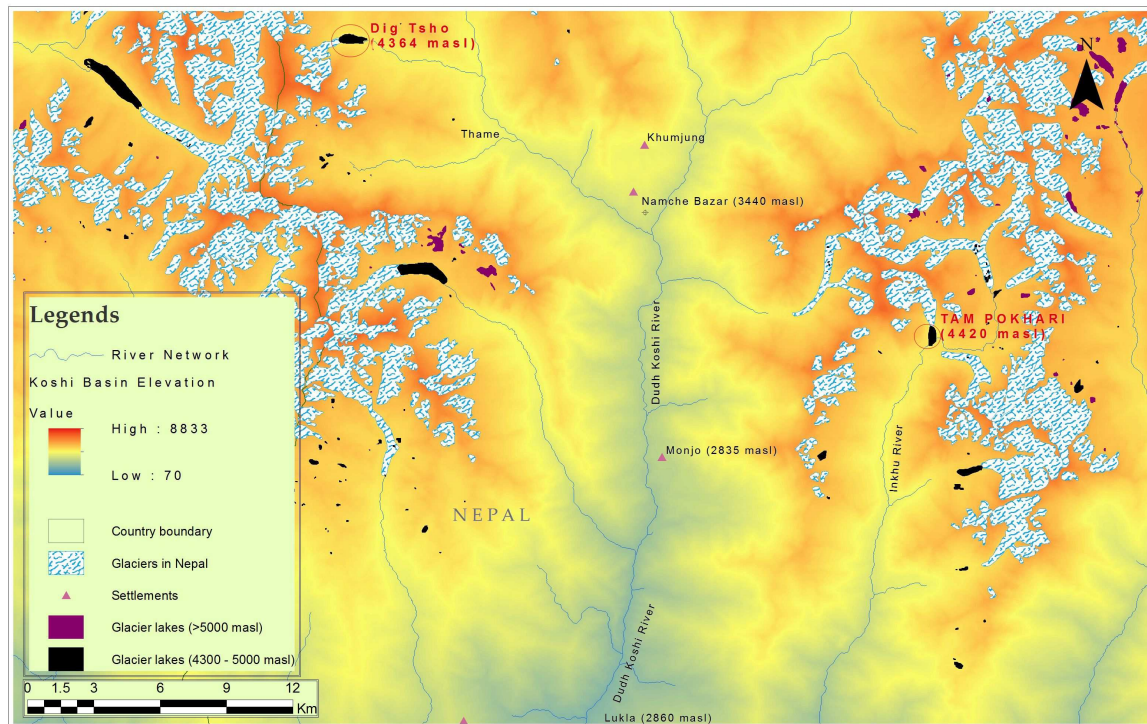 Dig Tsho
(4364 masl)
N
Thame
Khumjung
Namche Bazar (3440 masl)
TAM POKHARI
(4420 masl)
Dudh Koshi River
Inkhu River
Monjo (2835 masl)
NEPAL
Dudh Koshi River
Lukla (2860 masl)
Legends
River Network
Koshi Basin Elevation
Value
High : 8833
Low : 70
Country boundary
Glaciers in Nepal
Settlements
Glacier lakes (>5000 masl)
Glacier lakes (4300 - 5000 masl)
0 1.5 3 6 9 12
Km